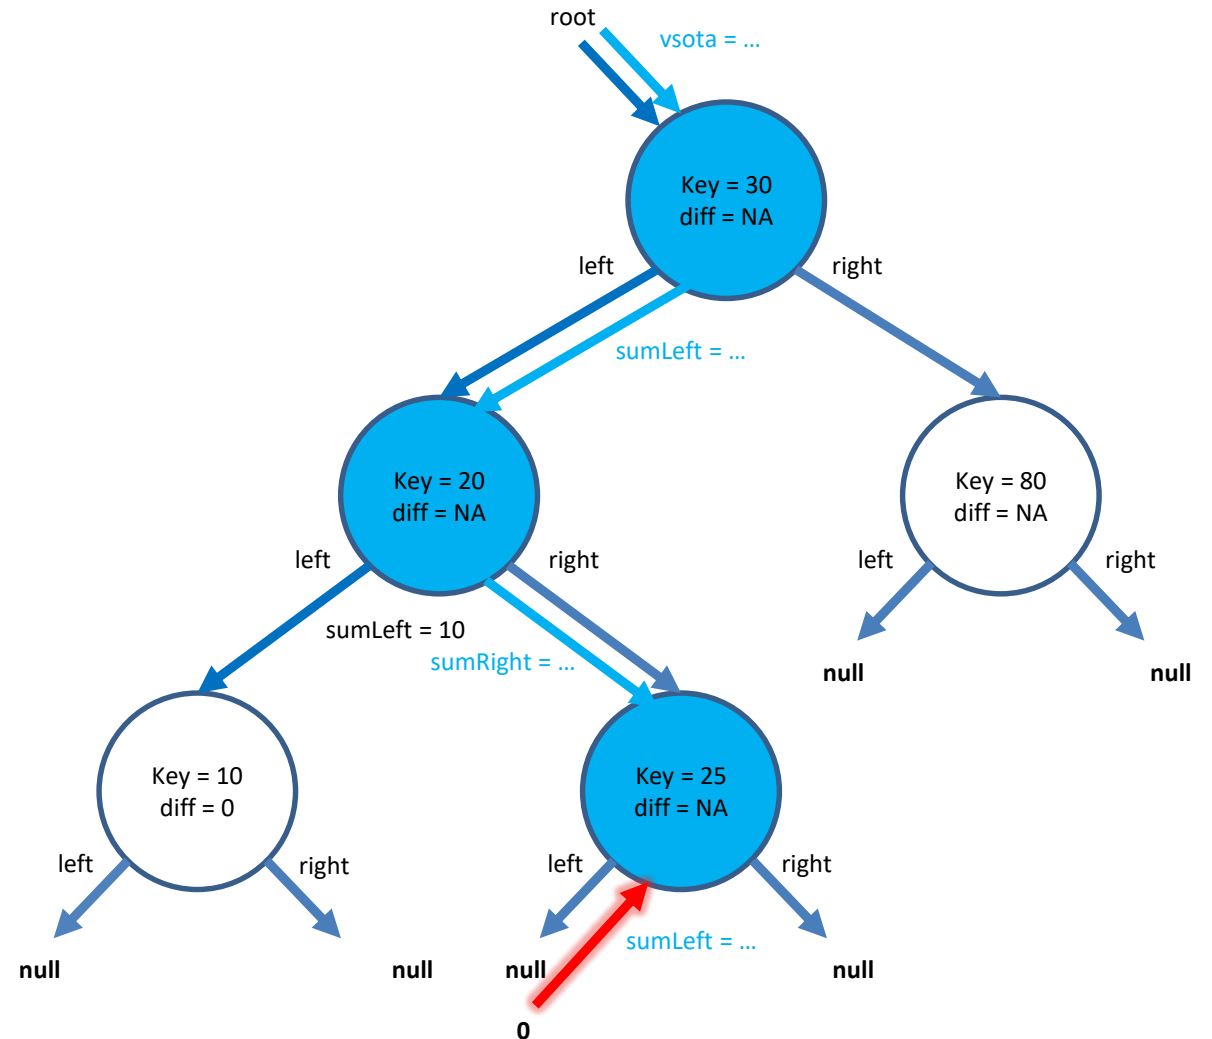 root
vsota = ...
Key = 30
diff = NA
left
right
sumLeft = ...
Key = 20
diff = NA
Key = 80
diff = NA
left
right
left
right
sumLeft = 10
sumRight = ...
null
null
Key = 10
diff = 0
Key = 25
diff = NA
left
right
left
right
sumLeft = ...
null
null
null
null
0